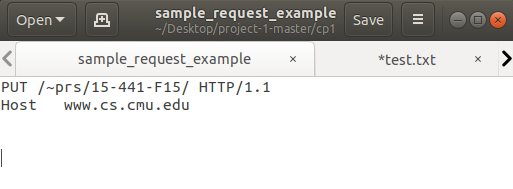 Open
sample_request_example
~/Desktop/project-1-master/cp1
Save
sample_request_example ×
*test.txt ×
PUT /~prs/15-441-F15/ HTTP/1.1
Host   www.cs.cmu.edu